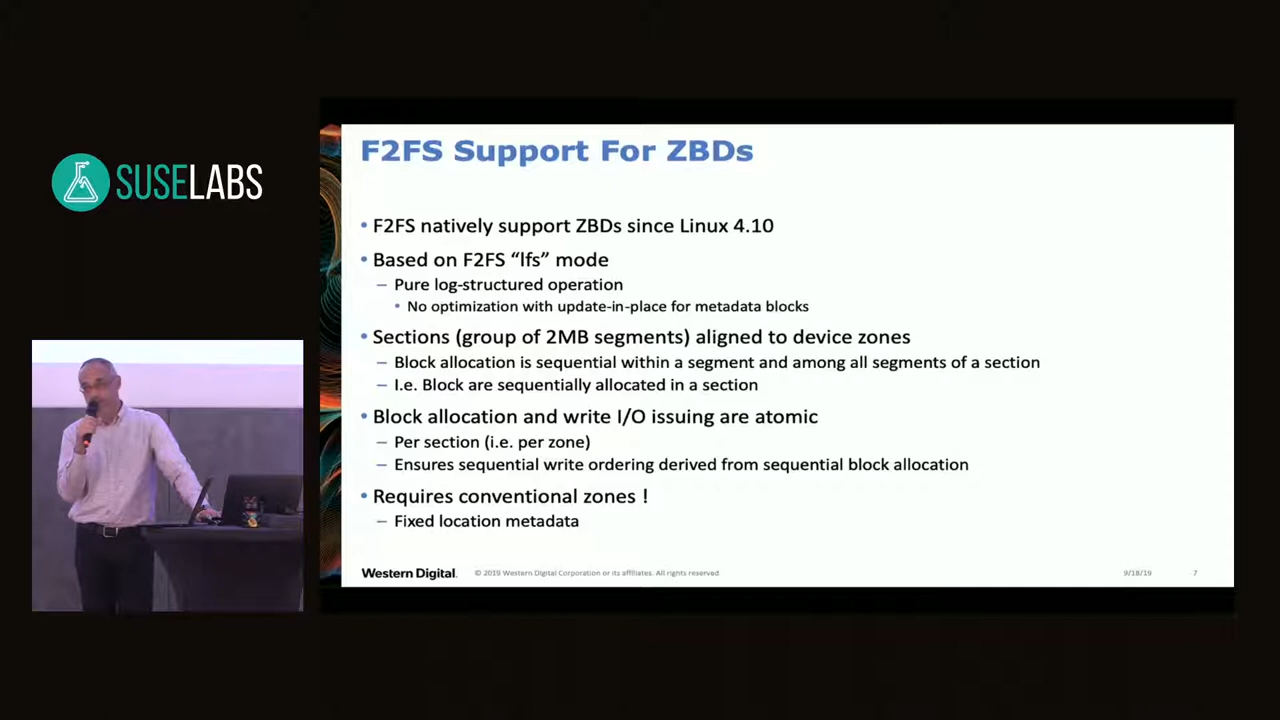 SUSELABS
F2FS Support For ZBDs
• F2FS natively support ZBDs since Linux 4.10
• Based on F2FS “lfs” mode
– Pure log-structured operation
• No optimization with update-in-place for metadata blocks
• Sections (group of 2MB segments) aligned to device zones
– Block allocation is sequential within a segment and among all segments of a section
– I.e. Block are sequentially allocated in a section
• Block allocation and write I/O issuing are atomic
– Per section (i.e. per zone)
– Ensures sequential write ordering derived from sequential block allocation
• Requires conventional zones !
– Fixed location metadata
Western Digital. © 2019 Western Digital Corporation or its affiliates. All rights reserved 9/18/19 7